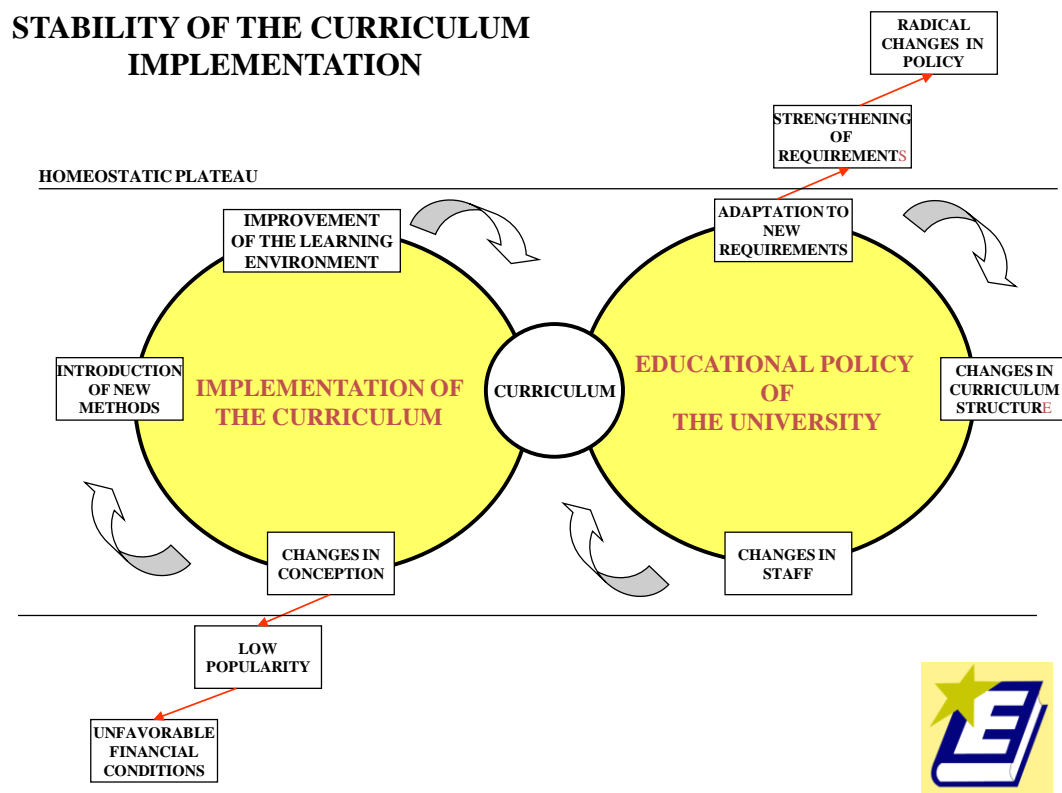 STABILITY OF THE CURRICULUM
IMPLEMENTATION
RADICAL
CHANGES IN
POLICY
STRENGTHENING
OF
REQUIREMENTS
HOMEOSTATIC PLATEAU
IMPROVEMENT
OF THE LEARNING
ENVIRONMENT
ADAPTATION TO
NEW
REQUIREMENTS
INTRODUCTION
OF NEW
METHODS
IMPLEMENTATION OF
THE CURRICULUM
CURRICULUM
EDUCATIONAL POLICY
OF
THE UNIVERSITY
CHANGES IN
CURRICULUM
STRUCTURE
CHANGES IN
CONCEPTION
CHANGES IN
STAFF
LOW
POPULARITY
UNFAVORABLE
FINANCIAL
CONDITIONS
E